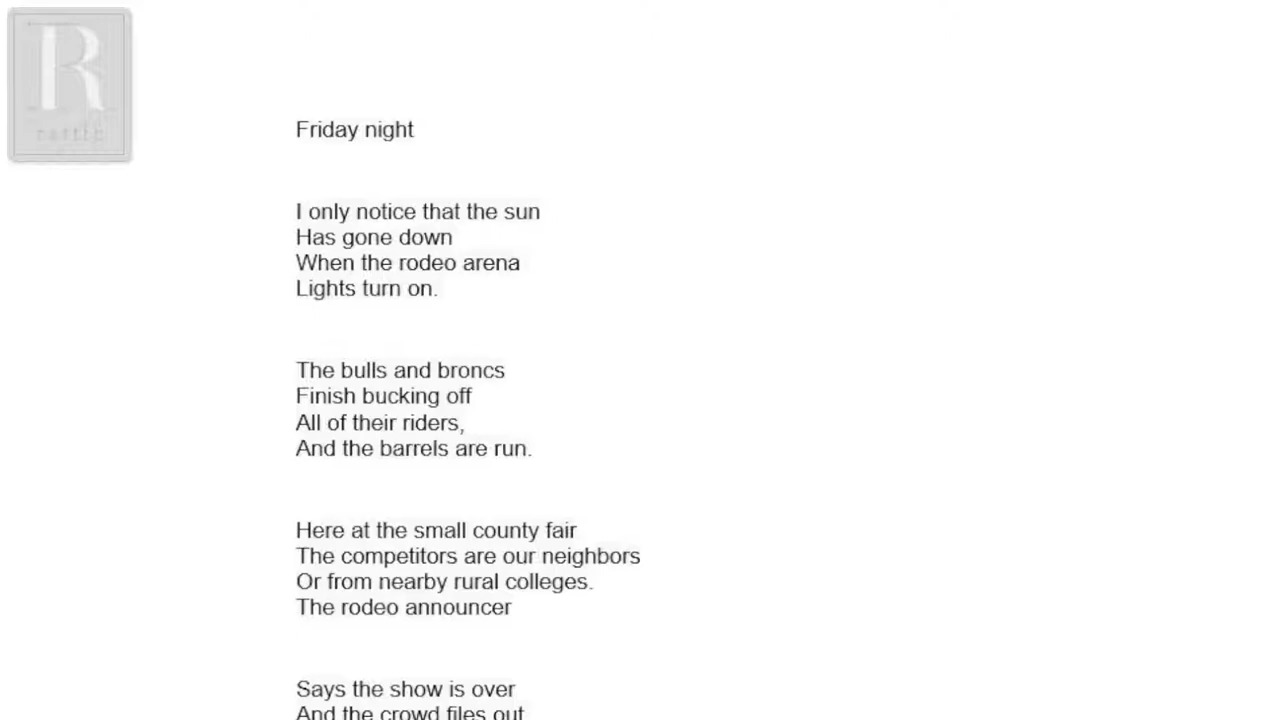 R
rattle
Friday night
I only notice that the sun
Has gone down
When the rodeo arena
Lights turn on.
The bulls and broncs
Finish bucking off
All of their riders,
And the barrels are run.
Here at the small county fair
The competitors are our neighbors
Or from nearby rural colleges.
The rodeo announcer
Says the show is over
And the crowd files out